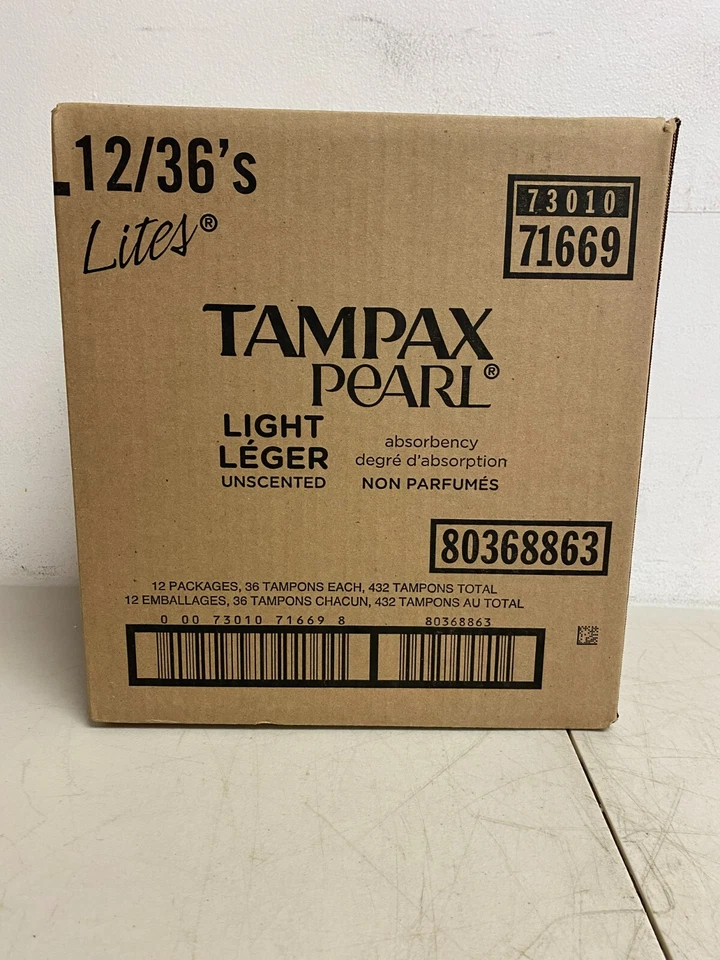 12/36's
Lites®
73010
71669
TAMPAX
PEARL®
LIGHT
LÉGER
UNSCENTED
absorbency
degré d'absorption
NON PARFUMÉS
80368863
12 PACKAGES, 36 TAMPONS EACH, 432 TAMPONS TOTAL
12 EMBALLAGES, 36 TAMPONS CHACUN, 432 TAMPONS AU TOTAL
0 00 73010 71669 8
80368863